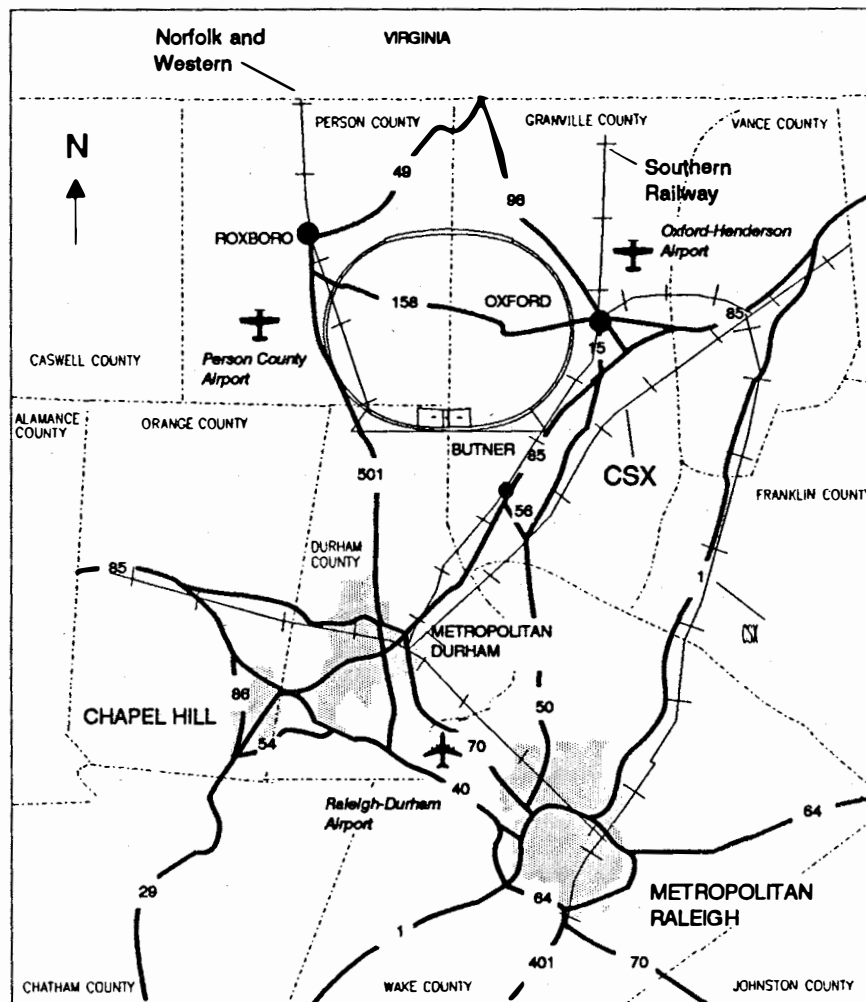 Norfolk and
Western
VIRGINIA
PERSON COUNTY
GRANVILLE COUNTY
VANCE COUNTY
N
49
96
Southern
Railway
ROXBORO
Oxford-Henderson
Airport
158
OXFORD
85
15
Person County
Airport
CASWELL COUNTY
ALAMANCE
COUNTY
ORANGE COUNTY
BUTNER
85
CSX
501
56
FRANKLIN COUNTY
DURHAM
COUNTY
85
1
CSX
METROPOLITAN
DURHAM
86
CHAPEL HILL
54
50
70
40
Raleigh-Durham
Airport
64
29
64
METROPOLITAN
RALEIGH
1
401
70
CHATHAM COUNTY
WAKE COUNTY
JOHNSTON COUNTY